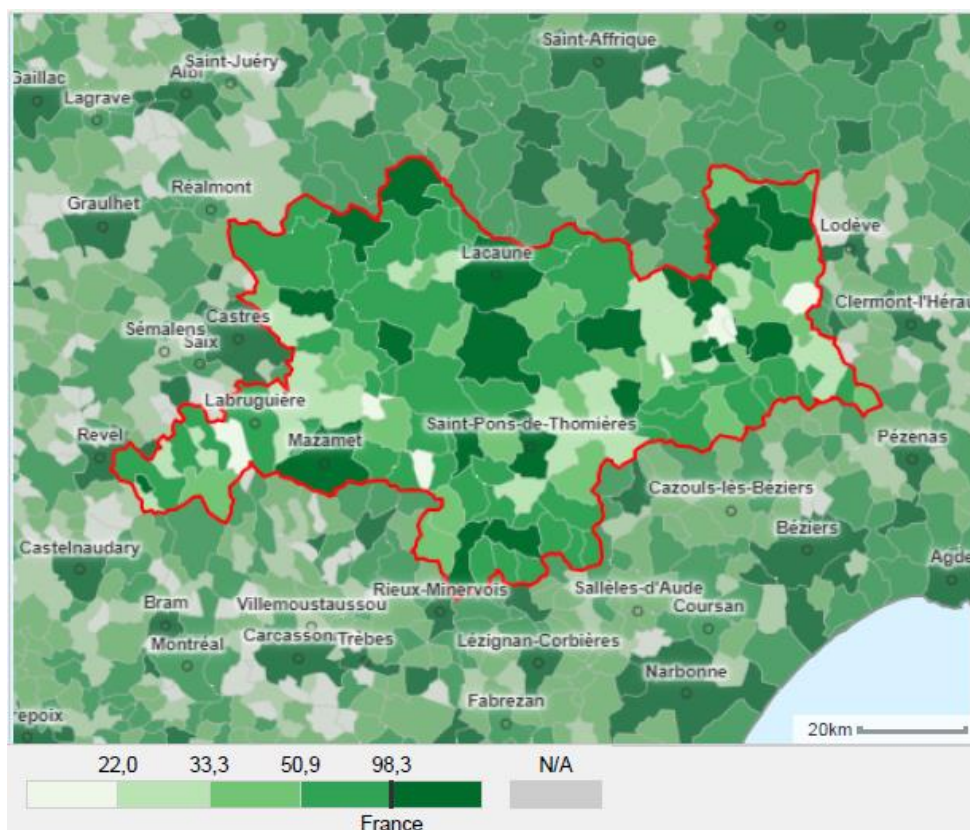 Saint-Affrique
Saint-Juéry
Albi
Gaillac
Lagrave
Réalmont
Graulhet
Lacaune
Lodève
Clermont-l'Hérau
Castres
Sémalens
Saïx
Labruguière
Revel
Mazamet
Saint-Pons-de-Thomières
Pézenas
Cazouls-lès-Béziers
Béziers
Castelnaudary
Agde
Rieux-Minervois
Sallèles-d'Aude
Bram
Villemoustaussou
Coursan
Montréal
Carcasson
Trèbes
Lézignan-Corbières
Narbonne
Fabrezan
repoix
20km
22,0 33,3 50,9 98,3 N/A
France